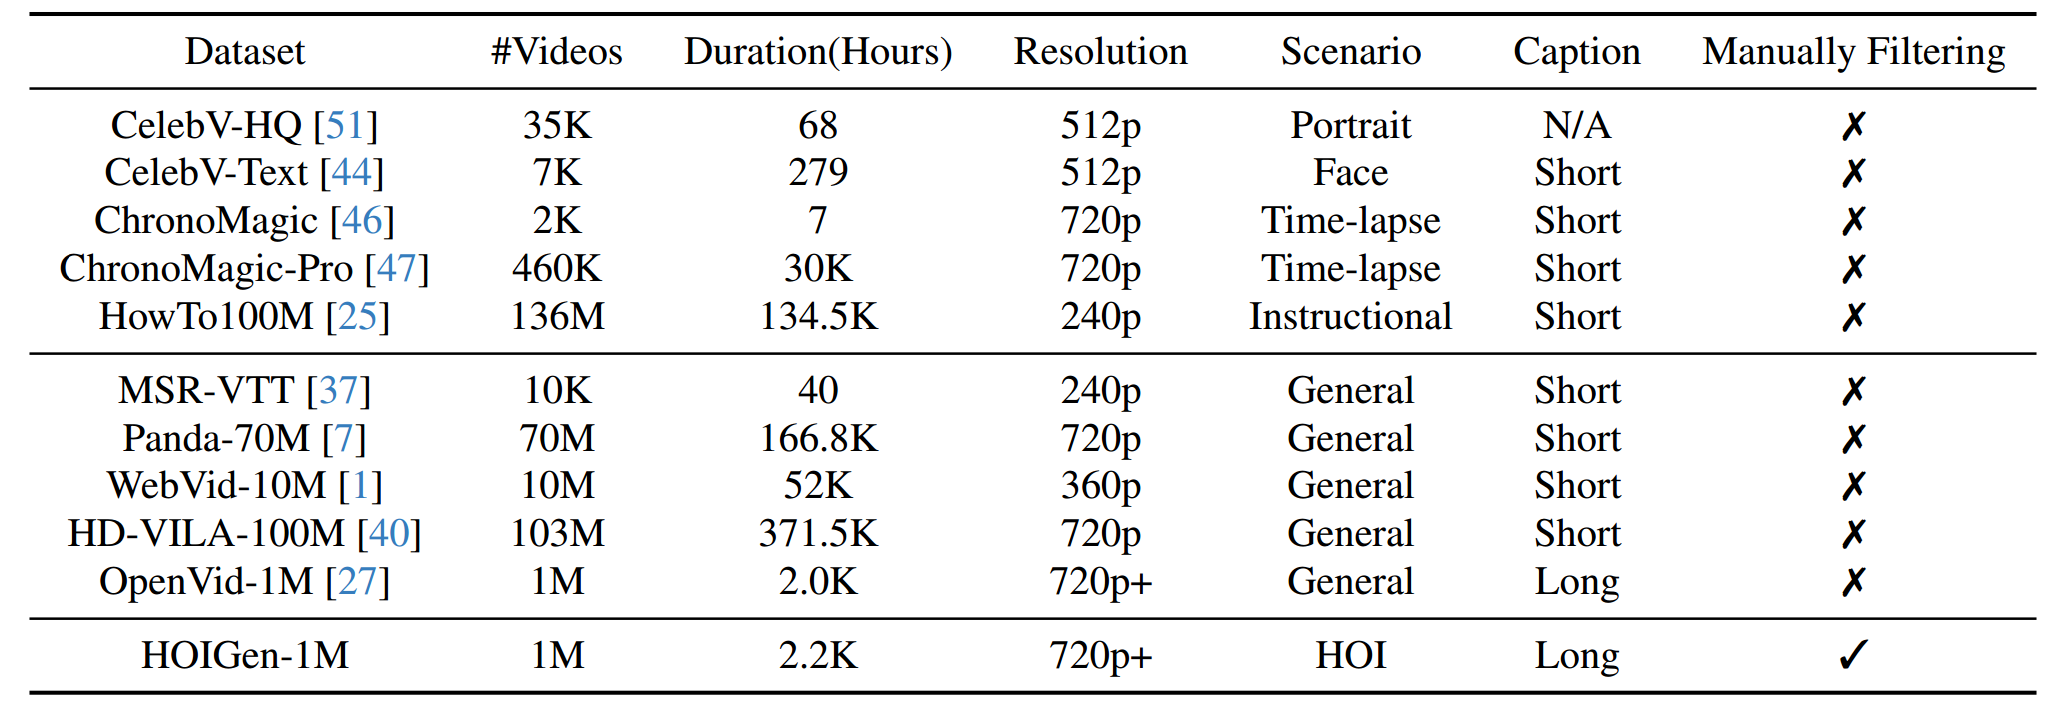 Dataset #Videos Duration(Hours) Resolution Scenario Caption Manually Filtering
CelebV-HQ [51] 35K 68 512p Portrait N/A ✗
CelebV-Text [44] 7K 279 512p Face Short ✗
ChronoMagic [46] 2K 7 720p Time-lapse Short ✗
ChronoMagic-Pro [47] 460K 30K 720p Time-lapse Short ✗
HowTo100M [25] 136M 134.5K 240p Instructional Short ✗
MSR-VTT [37] 10K 40 240p General Short ✗
Panda-70M [7] 70M 166.8K 720p General Short ✗
WebVid-10M [1] 10M 52K 360p General Short ✗
HD-VILA-100M [40] 103M 371.5K 720p General Short ✗
OpenVid-1M [27] 1M 2.0K 720p+ General Long ✗
HOIGen-1M 1M 2.2K 720p+ HOI Long ✓